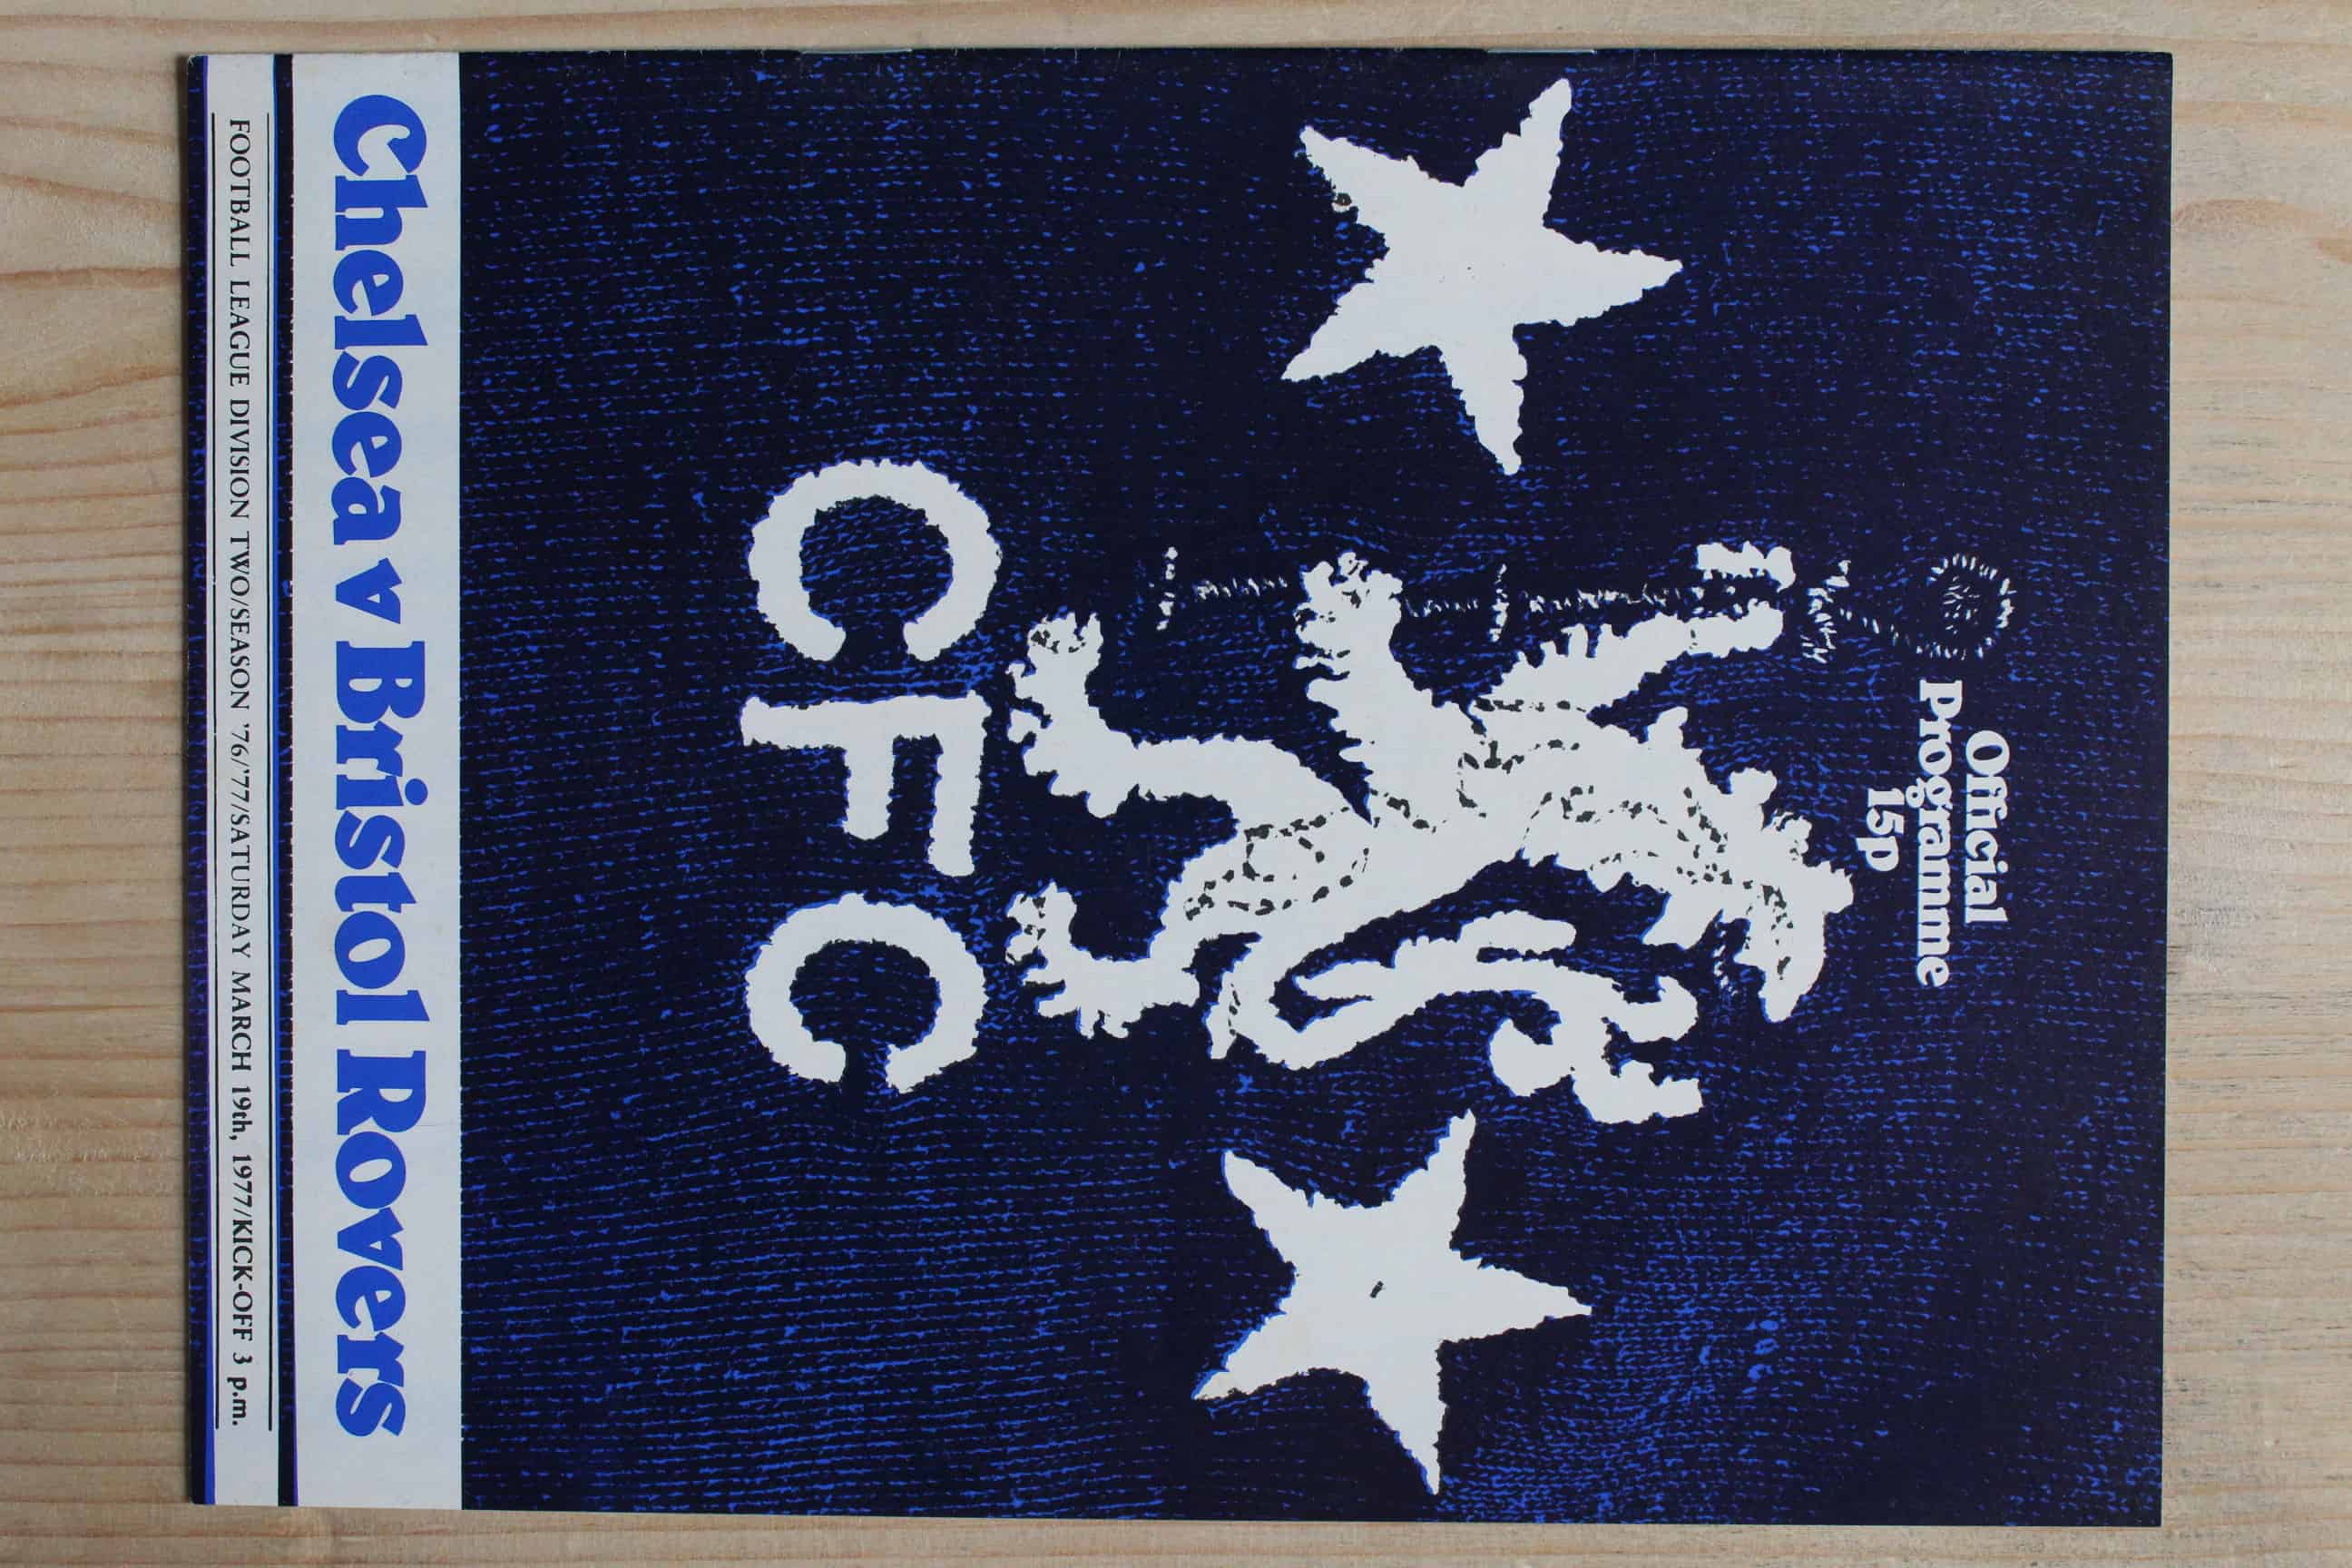 Official
Programme
15p
CFC
Chelsea v Bristol Rovers
FOOTBALL LEAGUE DIVISION TWO/SEASON '76/'77/SATURDAY MARCH 19th, 1977/KICK-OFF 3 p.m.